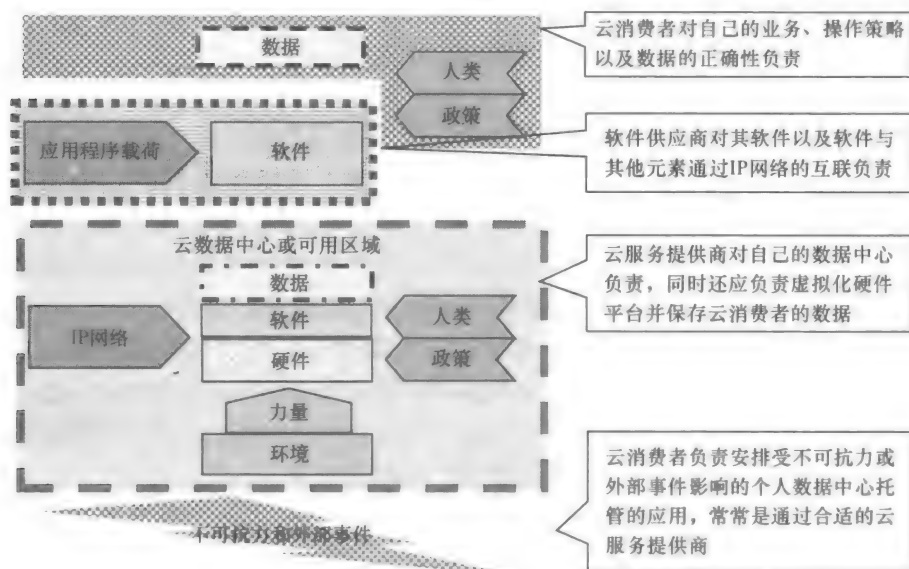 数据
人类
政策
云消费者对自己的业务、操作策略
以及数据的正确性负责
应用程序载荷
软件
软件供应商对其软件以及软件与
其他元素通过IP网络的互联负责
云数据中心或可用区域
数据
软件
硬件
IP网络
人类
政策
力量
环境
云服务提供商对自己的数据中心
负责，同时还应负责虚拟化硬件
平台并保存云消费者的数据
不可抗力和外部事件
云消费者负责安排受不可抗力或
外部事件影响的个人数据中心托
管的应用，常常是通过合适的云
服务提供商